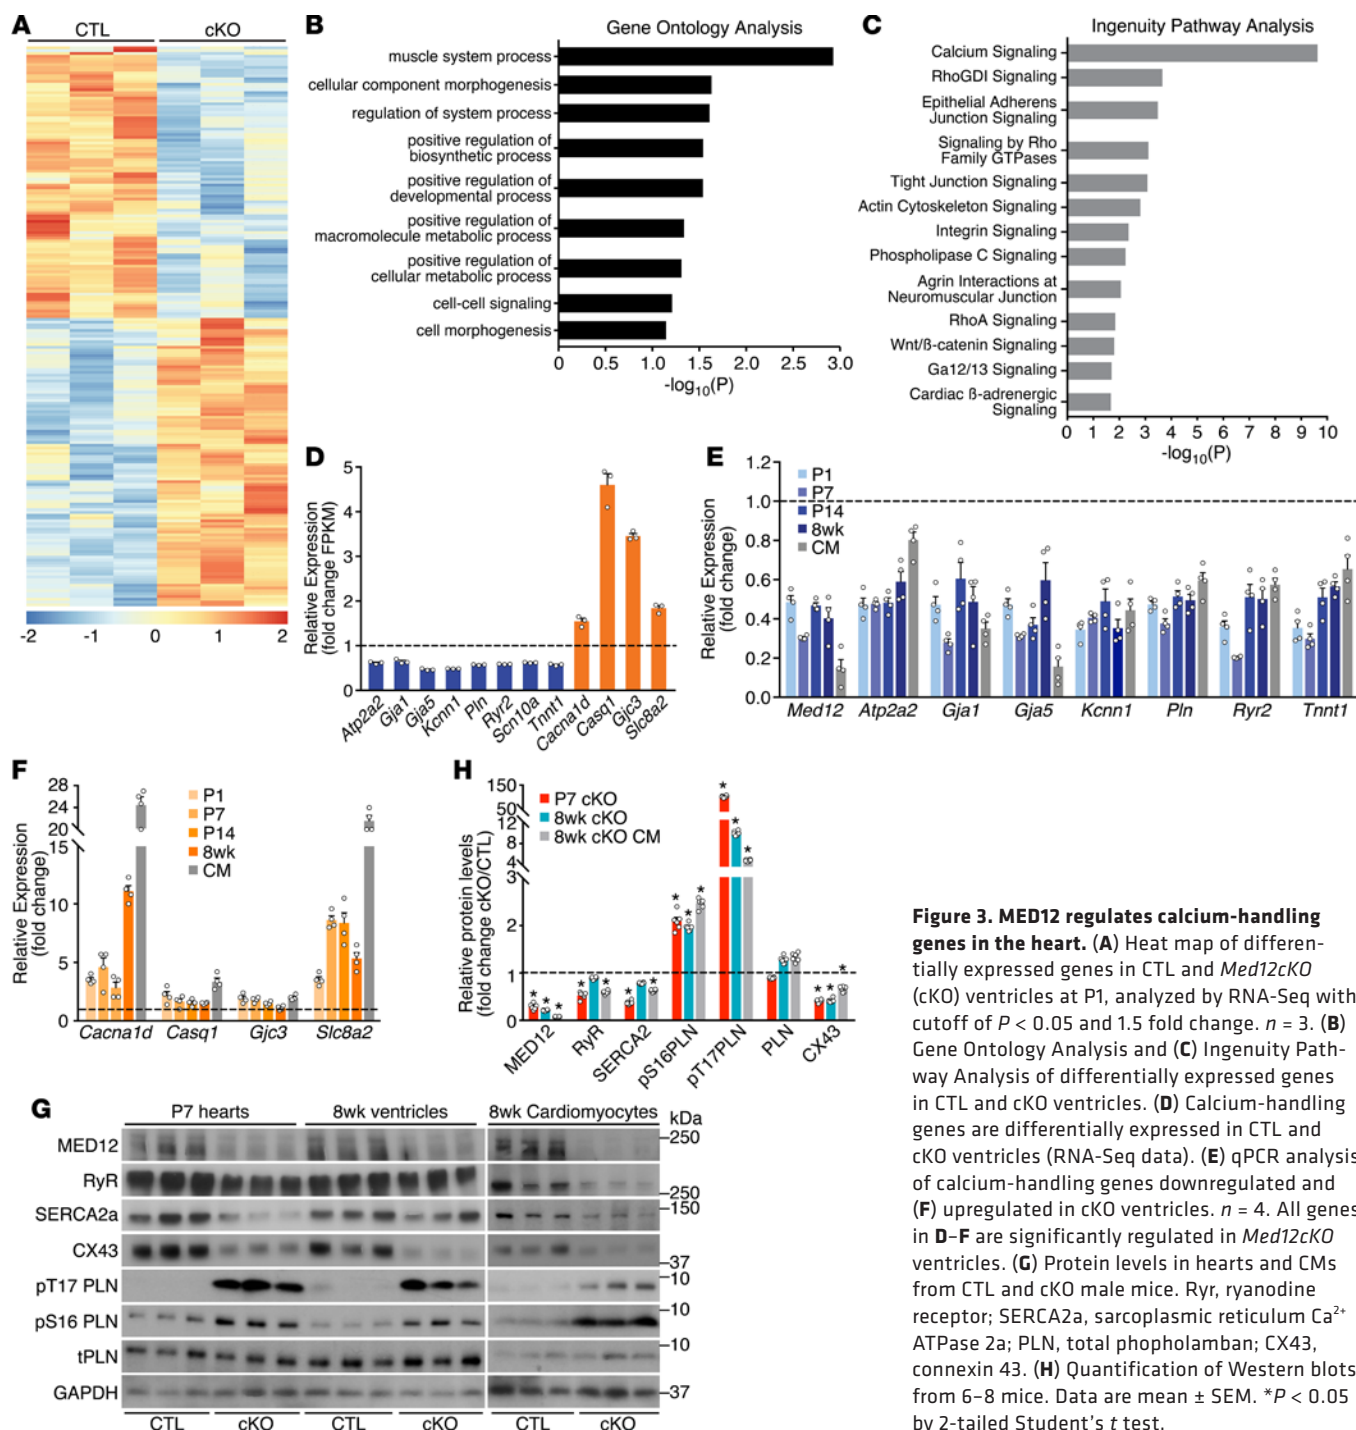 A
CTL
cKO
-2
-1
0
1
2
B
Gene Ontology Analysis
muscle system process
cellular component morphogenesis
regulation of system process
positive regulation of
biosynthetic process
positive regulation of
developmental process
positive regulation of
macromolecule metabolic process
positive regulation of
cellular metabolic process
cell-cell signaling
cell morphogenesis
0 0.5 1.0 1.5 2.0 2.5 3.0
-log10(P)
C
Ingenuity Pathway Analysis
Calcium Signaling
RhoGDI Signaling
Epithelial Adherens
Junction Signaling
Signaling by Rho
Family GTPases
Tight Junction Signaling
Actin Cytoskeleton Signaling
Integrin Signaling
Phospholipase C Signaling
Agrin Interactions at
Neuromuscular Junction
RhoA Signaling
Wnt/ß-catenin Signaling
Ga12/13 Signaling
Cardiac ß-adrenergic
Signaling
0 1 2 3 4 5 6 7 8 9 10
-log10(P)
D
Relative Expression
(fold change FPKM)
5
4
3
2
1
0
Atp2a2 Gja1 Gja5 Kcnn1 Pln Ryr2 Scn10a Tnnt1 Cacna1d Casq1 Gjc3 Slc8a2
E
Relative Expression
(fold change)
1.2
1.0
0.8
0.6
0.4
0.2
0.0
P1
P7
P14
8wk
CM
Med12 Atp2a2 Gja1 Gja5 Kcnn1 Pln Ryr2 Tnnt1
F
Relative Expression
(fold change)
28
24
20
15
10
5
0
P1
P7
P14
8wk
CM
Cacna1d Casq1 Gjc3 Slc8a2
H
Relative protein levels
(fold change cKO/CTL)
150
50
12
8
4
3
2
1
0
P7 cKO
8wk cKO
8wk cKO CM
* * * * * * * * * * * * * * * * *
MED12 RyR SERCA2 pS16PLN pT17PLN PLN CX43
G
P7 hearts 8wk ventricles 8wk Cardiomyocytes kDa
MED12 250
RyR 250
SERCA2a 150
CX43 37
pT17 PLN 10
pS16 PLN 10
tPLN 10
GAPDH 37
CTL cKO CTL cKO CTL cKO
Figure 3. MED12 regulates calcium-handling
genes in the heart. (A) Heat map of differen-
tially expressed genes in CTL and Med12cKO
(cKO) ventricles at P1, analyzed by RNA-Seq with
cutoff of P < 0.05 and 1.5 fold change. n = 3. (B)
Gene Ontology Analysis and (C) Ingenuity Path-
way Analysis of differentially expressed genes
in CTL and cKO ventricles. (D) Calcium-handling
genes are differentially expressed in CTL and
cKO ventricles (RNA-Seq data). (E) qPCR analysis
of calcium-handling genes downregulated and
(F) upregulated in cKO ventricles. n = 4. All genes
in D–F are significantly regulated in Med12cKO
ventricles. (G) Protein levels in hearts and CMs
from CTL and cKO male mice. Ryr, ryanodine
receptor; SERCA2a, sarcoplasmic reticulum Ca2+
ATPase 2a; PLN, total phopholamban; CX43,
connexin 43. (H) Quantification of Western blots
from 6–8 mice. Data are mean ± SEM. *P < 0.05
by 2-tailed Student's t test.